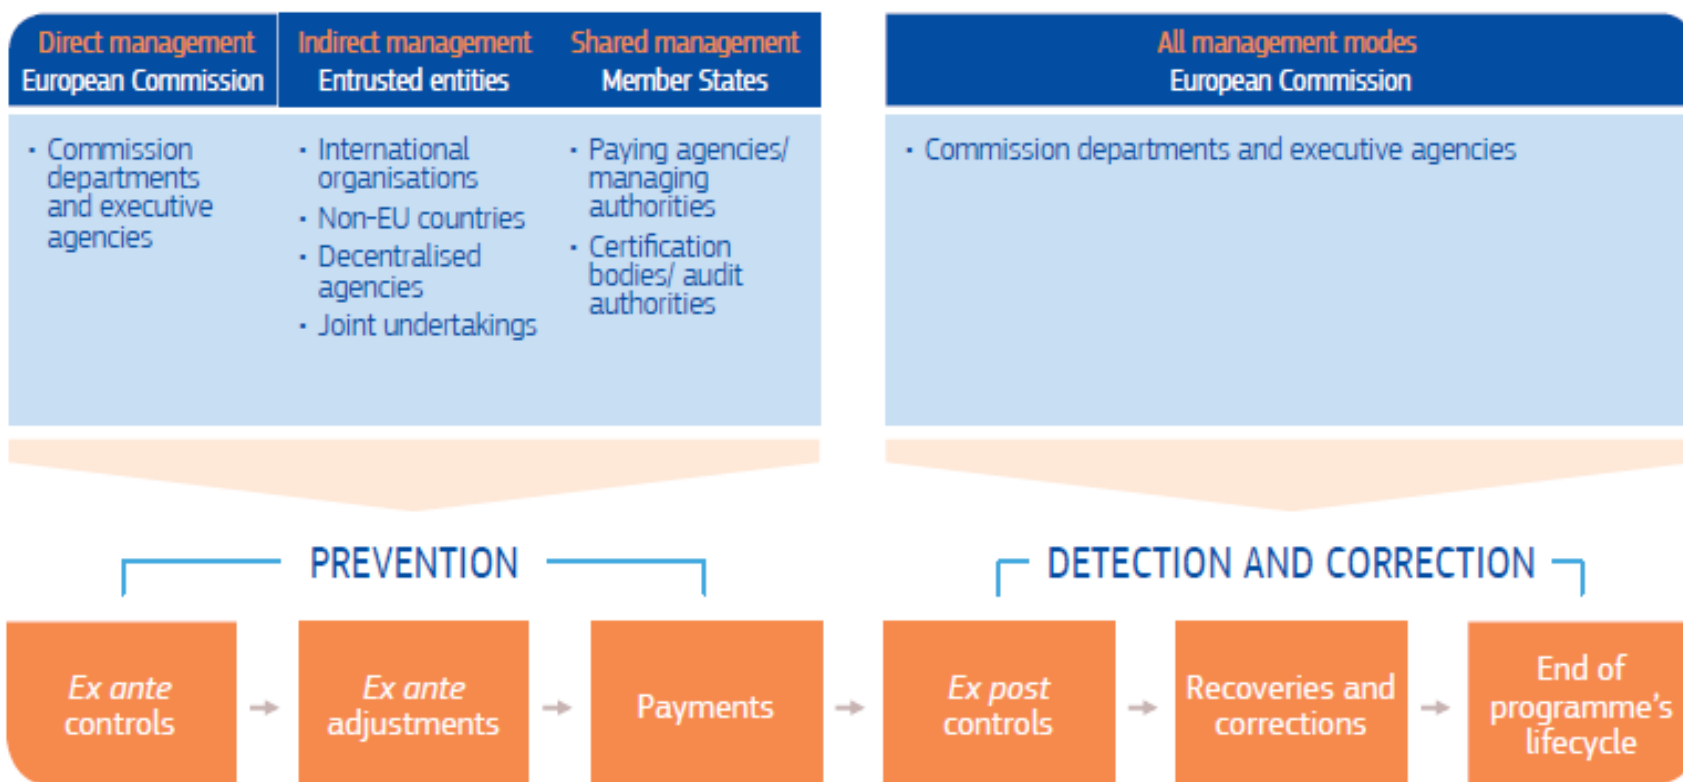 Direct management
European Commission
Indirect management
Entrusted entities
Shared management
Member States
All management modes
European Commission
· Commission
departments
and executive
agencies
· International
organisations
· Non-EU countries
· Decentralised
agencies
· Joint undertakings
· Paying agencies/
managing
authorities
· Certification
bodies/ audit
authorities
· Commission departments and executive agencies
PREVENTION
DETECTION AND CORRECTION
Ex ante
controls
Ex ante
adjustments
Payments
Ex post
controls
Recoveries and
corrections
End of
programme's
lifecycle